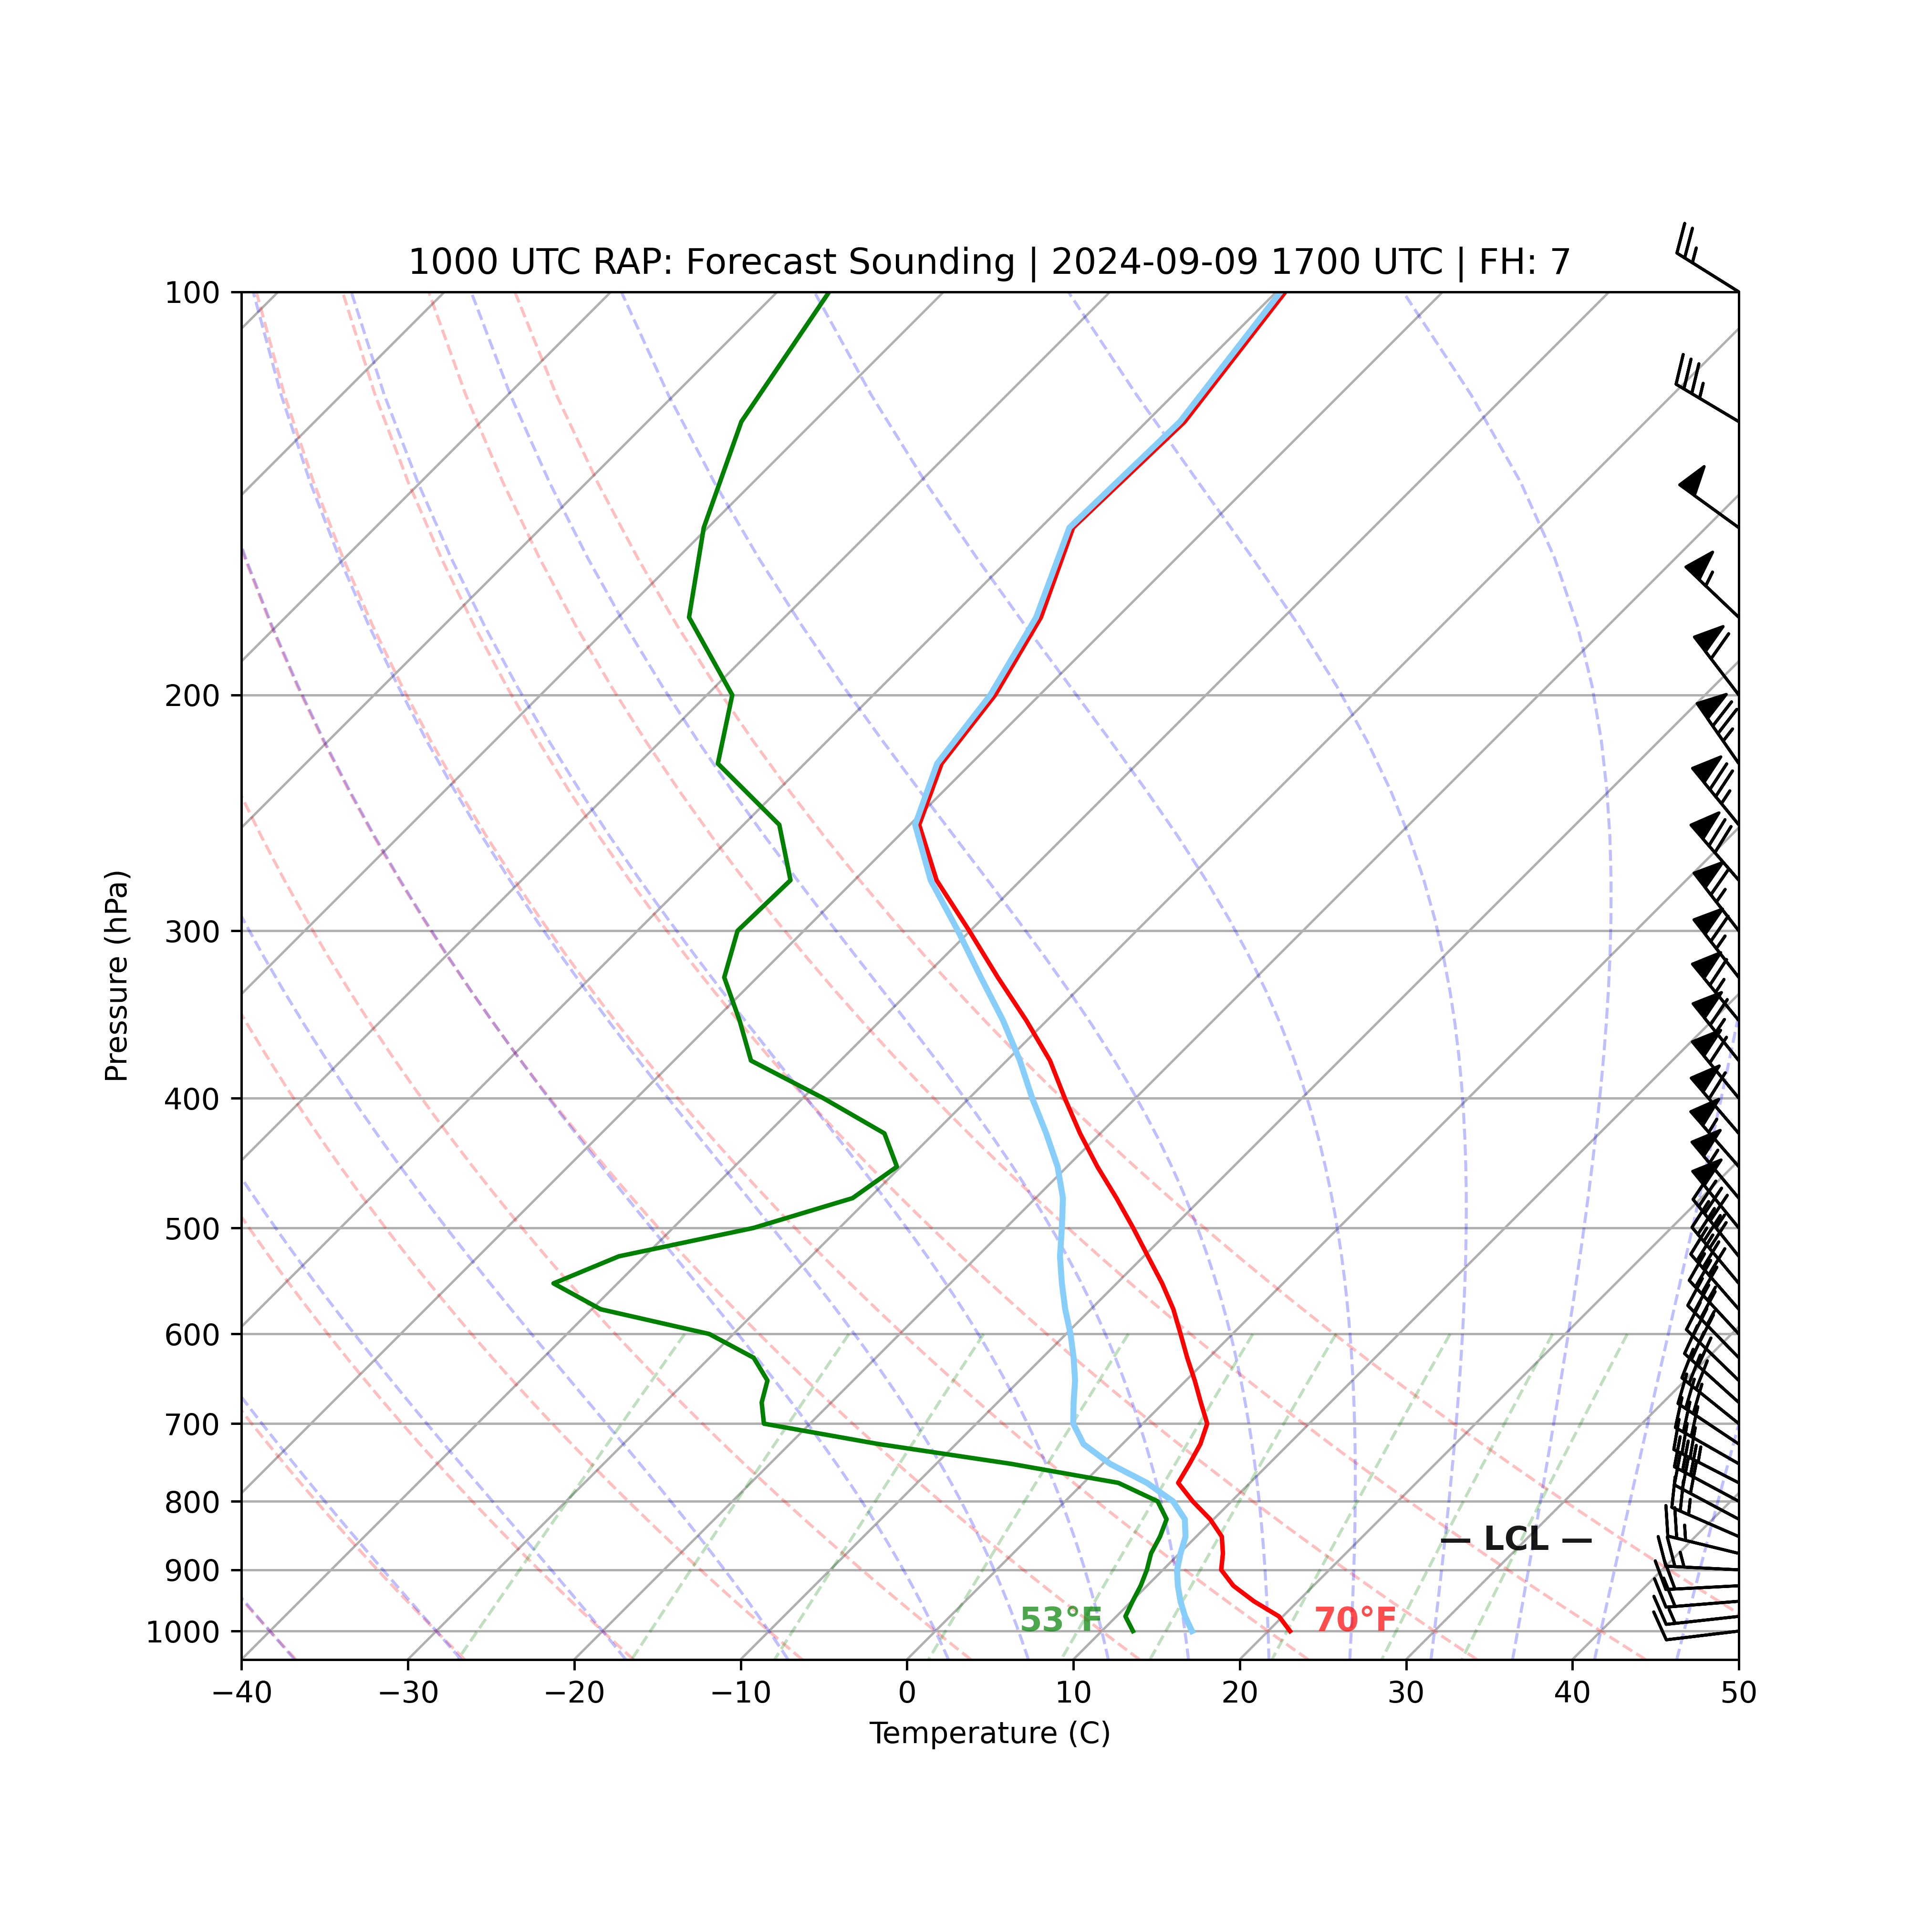 1000 UTC RAP: Forecast Sounding | 2024-09-09 1700 UTC | FH: 7
100
200
300
400
500
600
700
800
900
1000
Pressure (hPa)
— LCL —
53°F
70°F
−40 −30 −20 −10 0 10 20 30 40 50
Temperature (C)